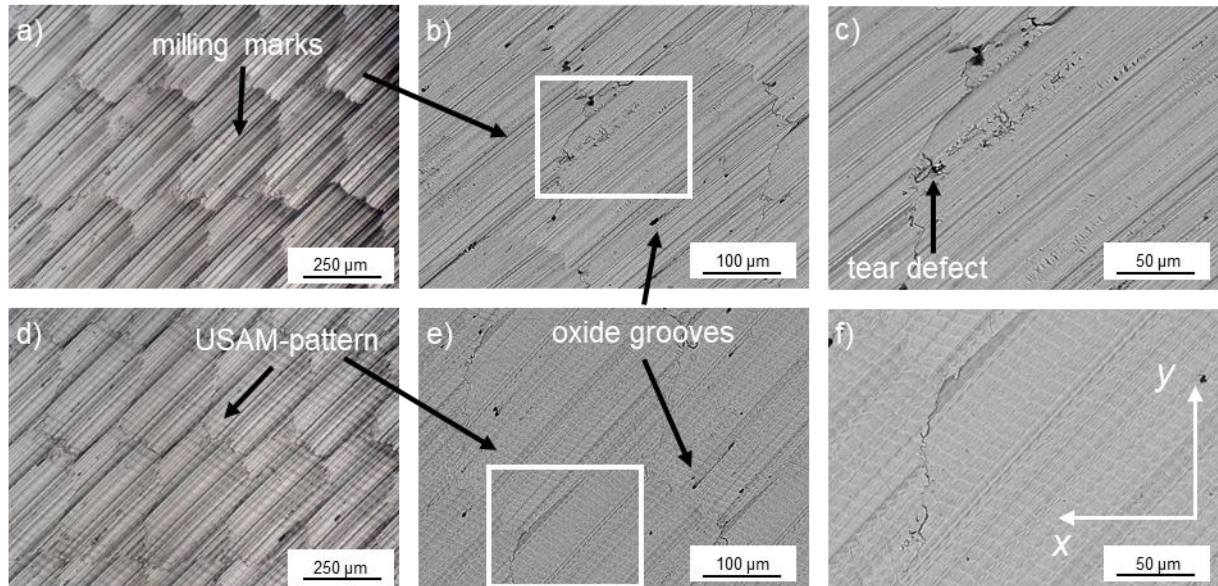 a)
milling marks
250 µm
b)
100 µm
c)
tear defect
50 µm
d)
USAM-pattern
250 µm
e)
oxide grooves
100 µm
f)
y
x
50 µm